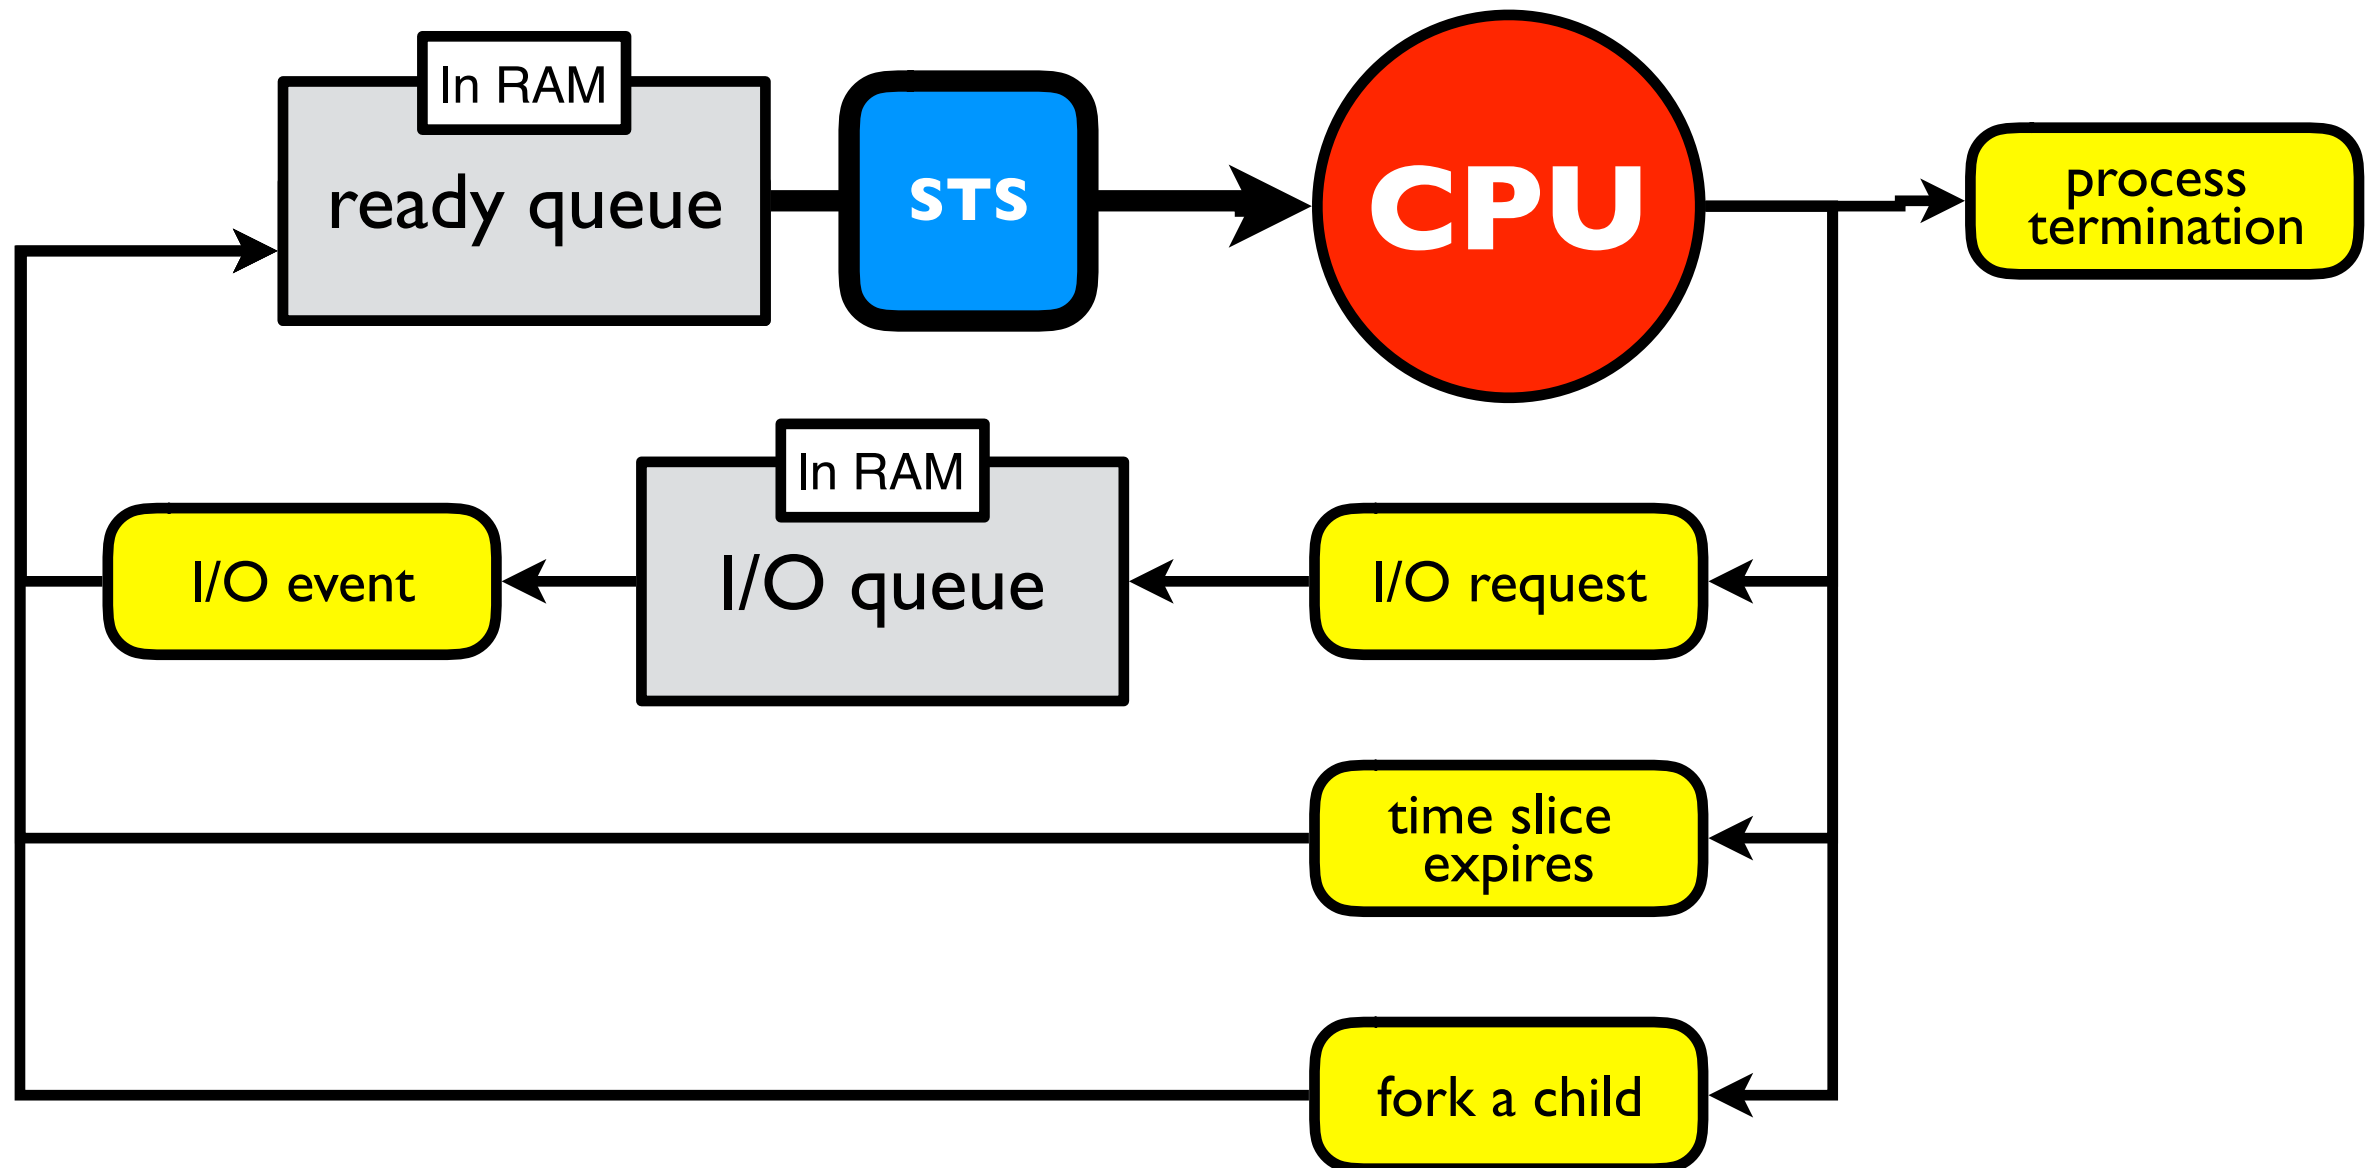 In RAM
ready queue
STS
CPU
process
termination
In RAM
I/O event
I/O queue
I/O request
time slice
expires
fork a child